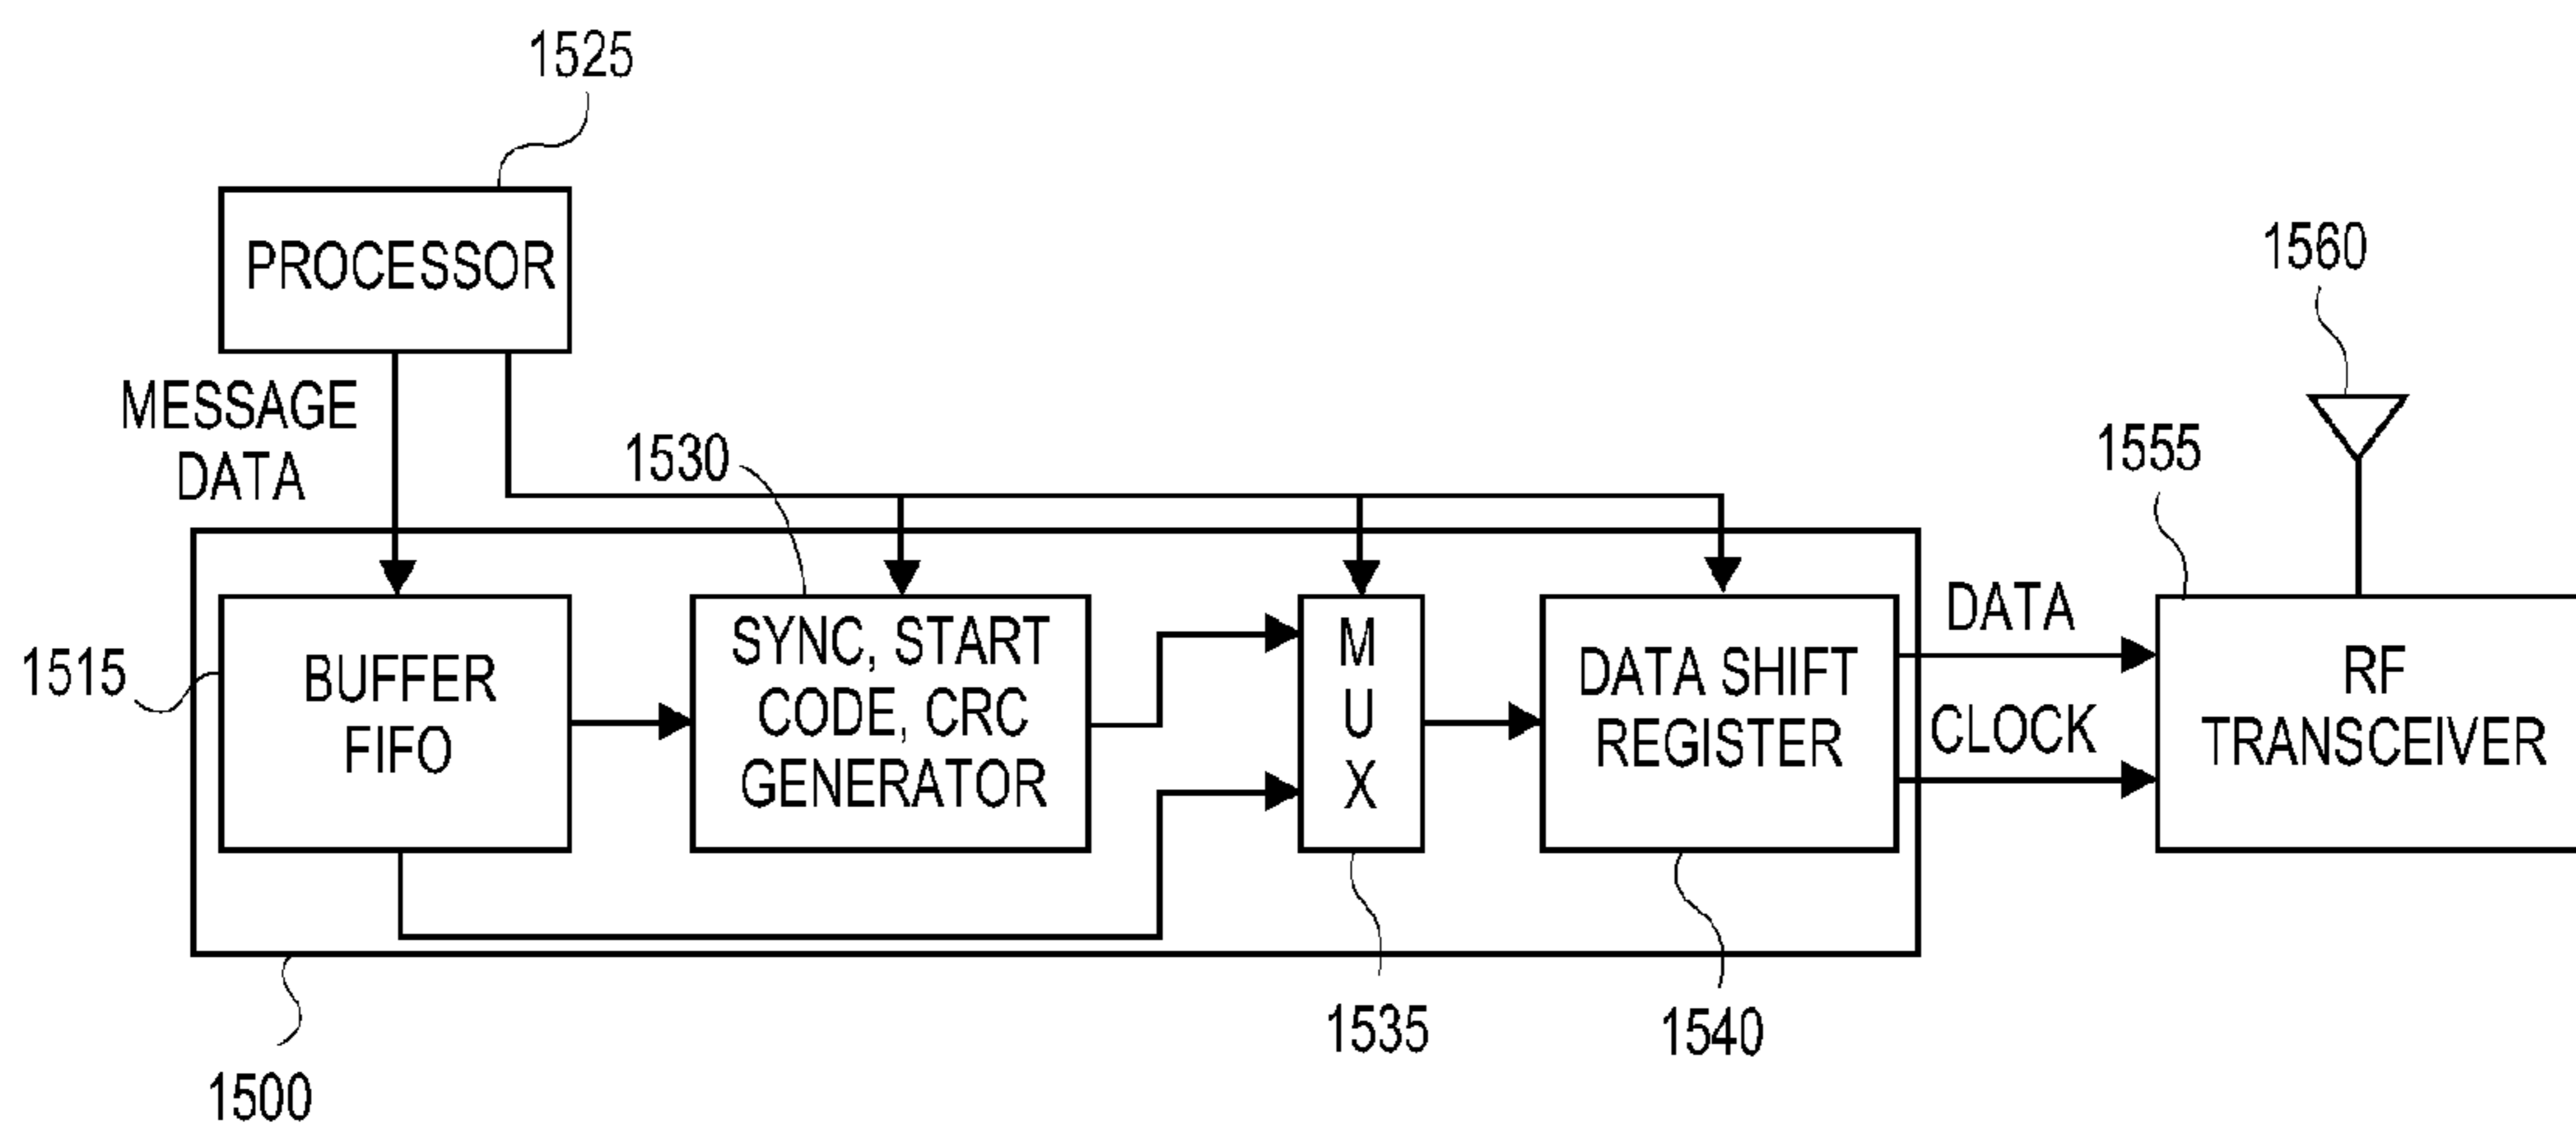 1525
PROCESSOR
1560
MESSAGE
DATA
1530
1555
1515
BUFFER
FIFO
SYNC, START
CODE, CRC
GENERATOR
M
U
X
DATA SHIFT
REGISTER
DATA
CLOCK
RF
TRANSCEIVER
1500
1535
1540